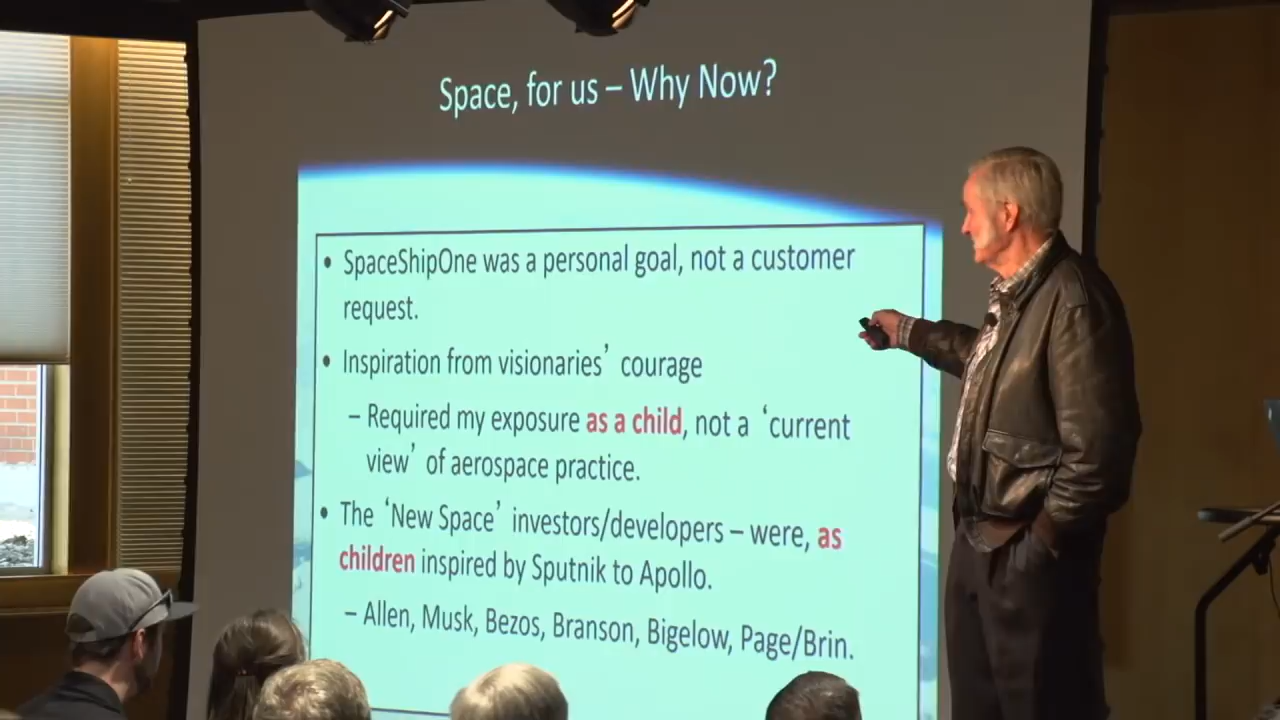 Space, for us – Why Now?
• SpaceShipOne was a personal goal, not a customer
request.
• Inspiration from visionaries’ courage
– Required my exposure as a child, not a ‘current
view’ of aerospace practice.
• The ‘New Space’ investors/developers – were, as
children inspired by Sputnik to Apollo.
– Allen, Musk, Bezos, Branson, Bigelow, Page/Brin.